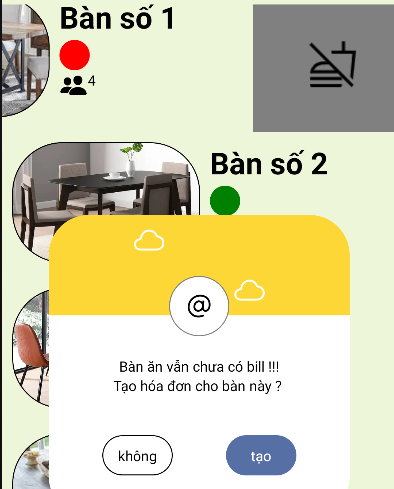 Bàn số 1
4
Bàn số 2
@
Bàn ăn vẫn chưa có bill !!!
Tạo hóa đơn cho bàn này ?
không
tạo